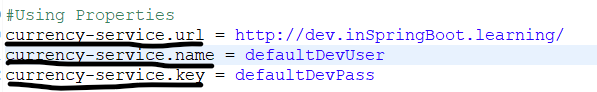 #Using Properties
currency-service.url = http://dev.inSpringBoot.learning/
currency-service.name = defaultDevUser
currency-service.key = defaultDevPass